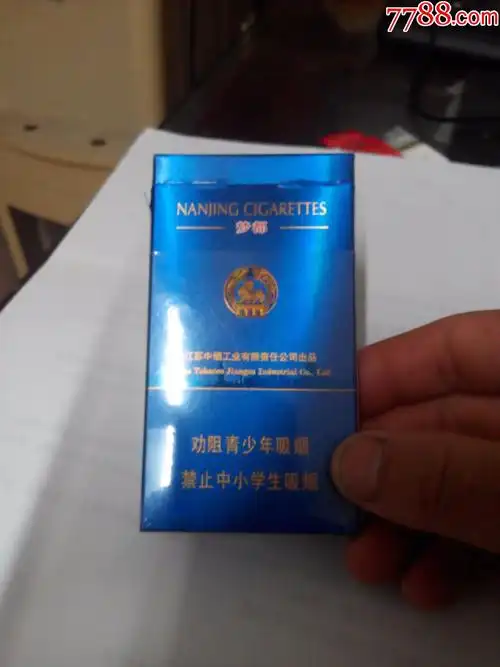 7788.com
NANJING CIGARETTES
梦都
江苏中烟工业有限责任公司出品
Tobacco Jiangsu Industrial Co., Ltd
劝阻青少年吸烟
禁止中小学生吸烟